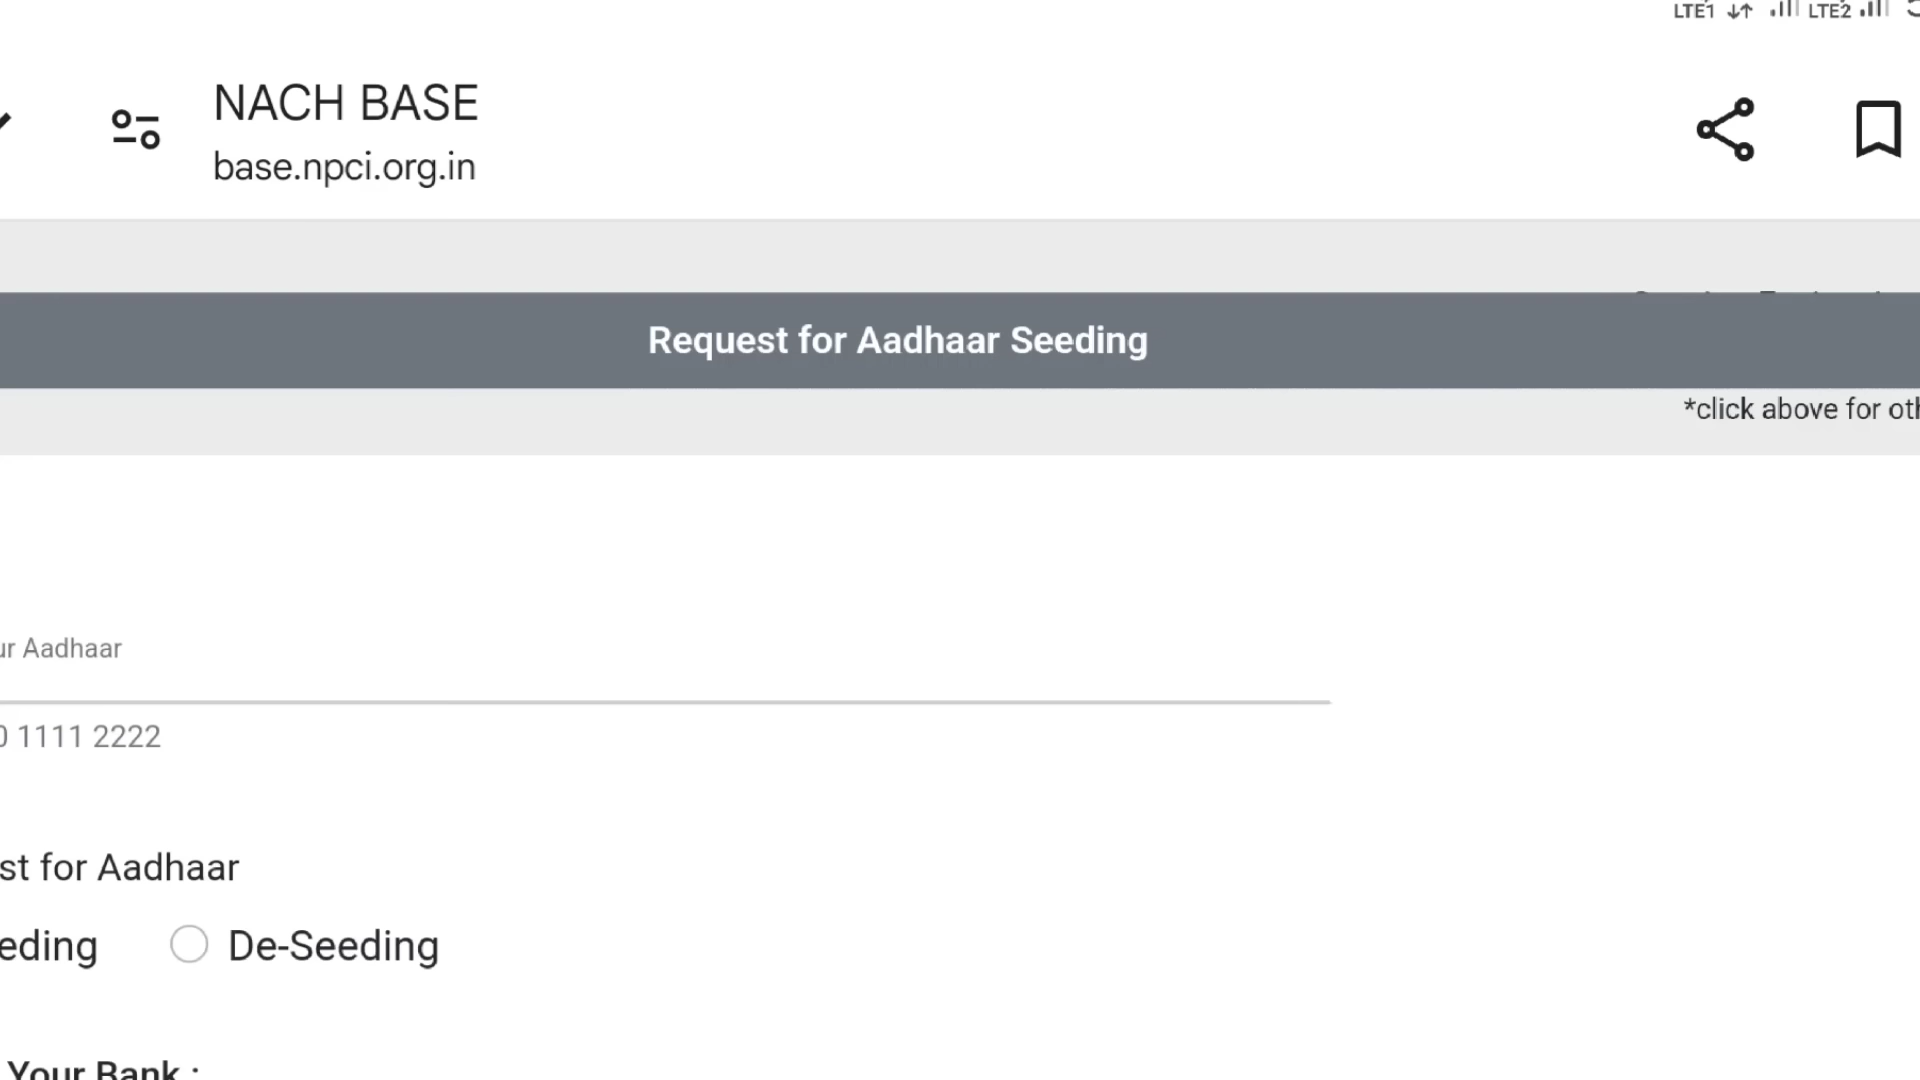 LTE1 LTE2
NACH BASE
base.npci.org.in
Request for Aadhaar Seeding
*click above for oth
ur Aadhaar
0 1111 2222
st for Aadhaar
eding De-Seeding
Your Bank :